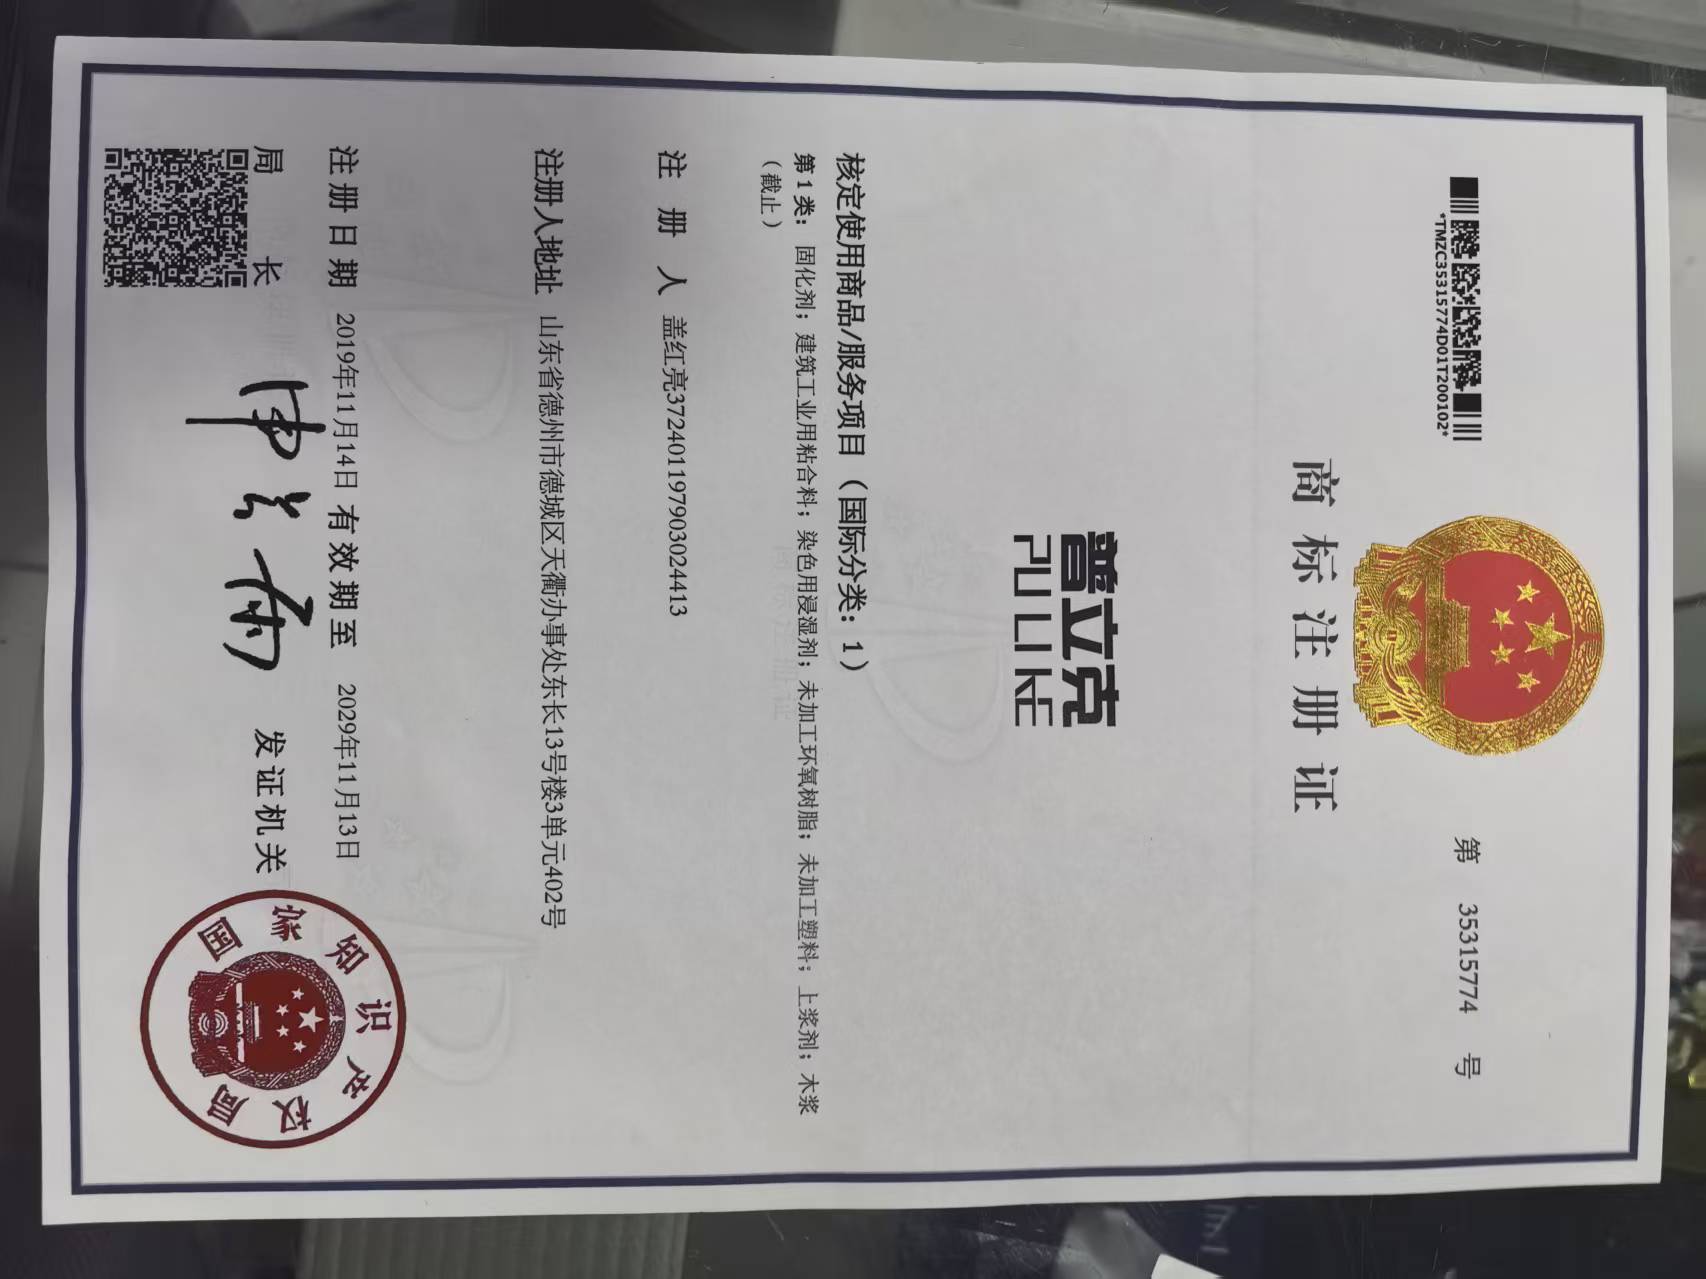 *TMZC35315774D01T200102*
第 35315774 号
商标注册证
普立克
PULIKE
核定使用商品/服务项目（国际分类：1）
第1类：固化剂；建筑工业用粘合料；染色用浸湿剂；未加工环氧树脂；未加工塑料；上浆剂；木浆
（截止）
注册人 盖红亮372401197903024413
注册人地址 山东省德州市德城区天衢办事处东长13号楼3单元402号
注册日期 2019年11月14日 有效期至 2029年11月13日
局长 申长雨 发证机关
国家知识产权局